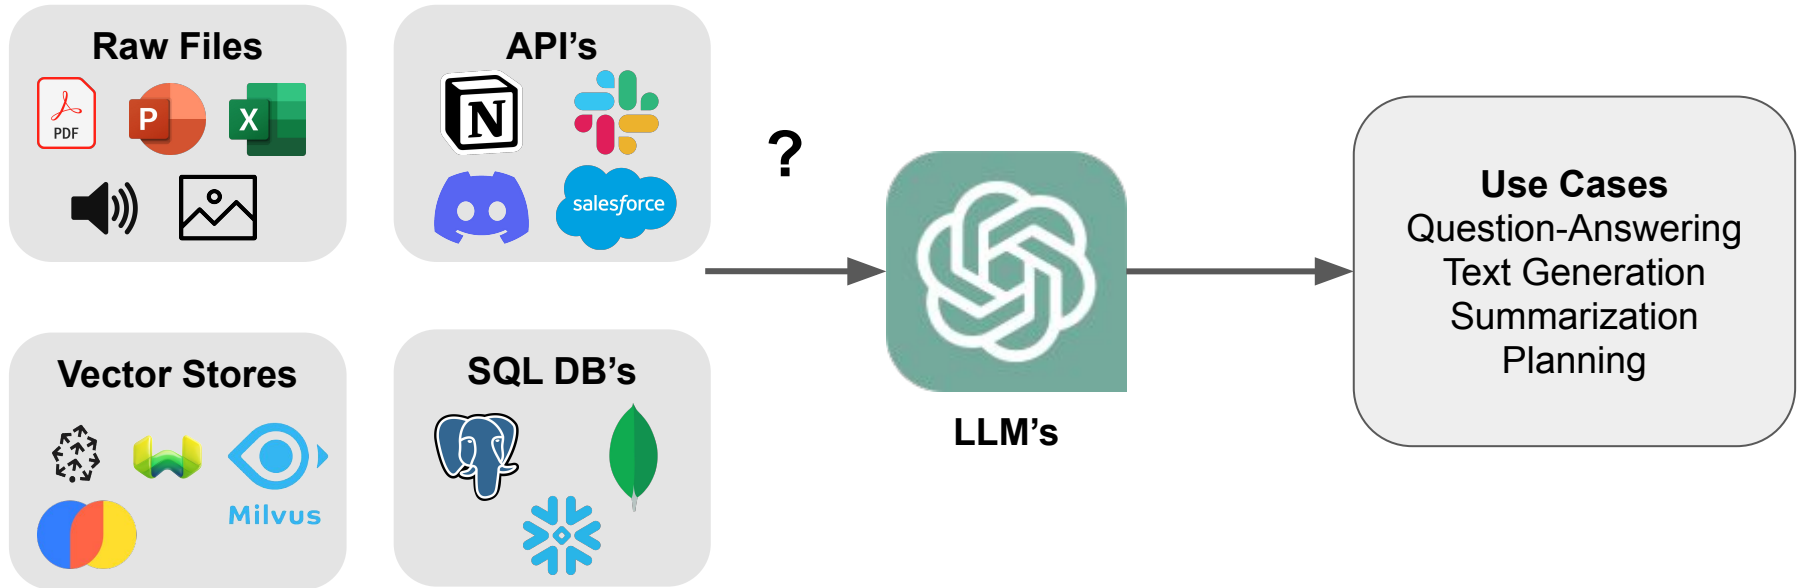 Raw Files
PDF
P
X
API's
N
salesforce
?
Vector Stores
Milvus
SQL DB's
LLM's
Use Cases
Question-Answering
Text Generation
Summarization
Planning